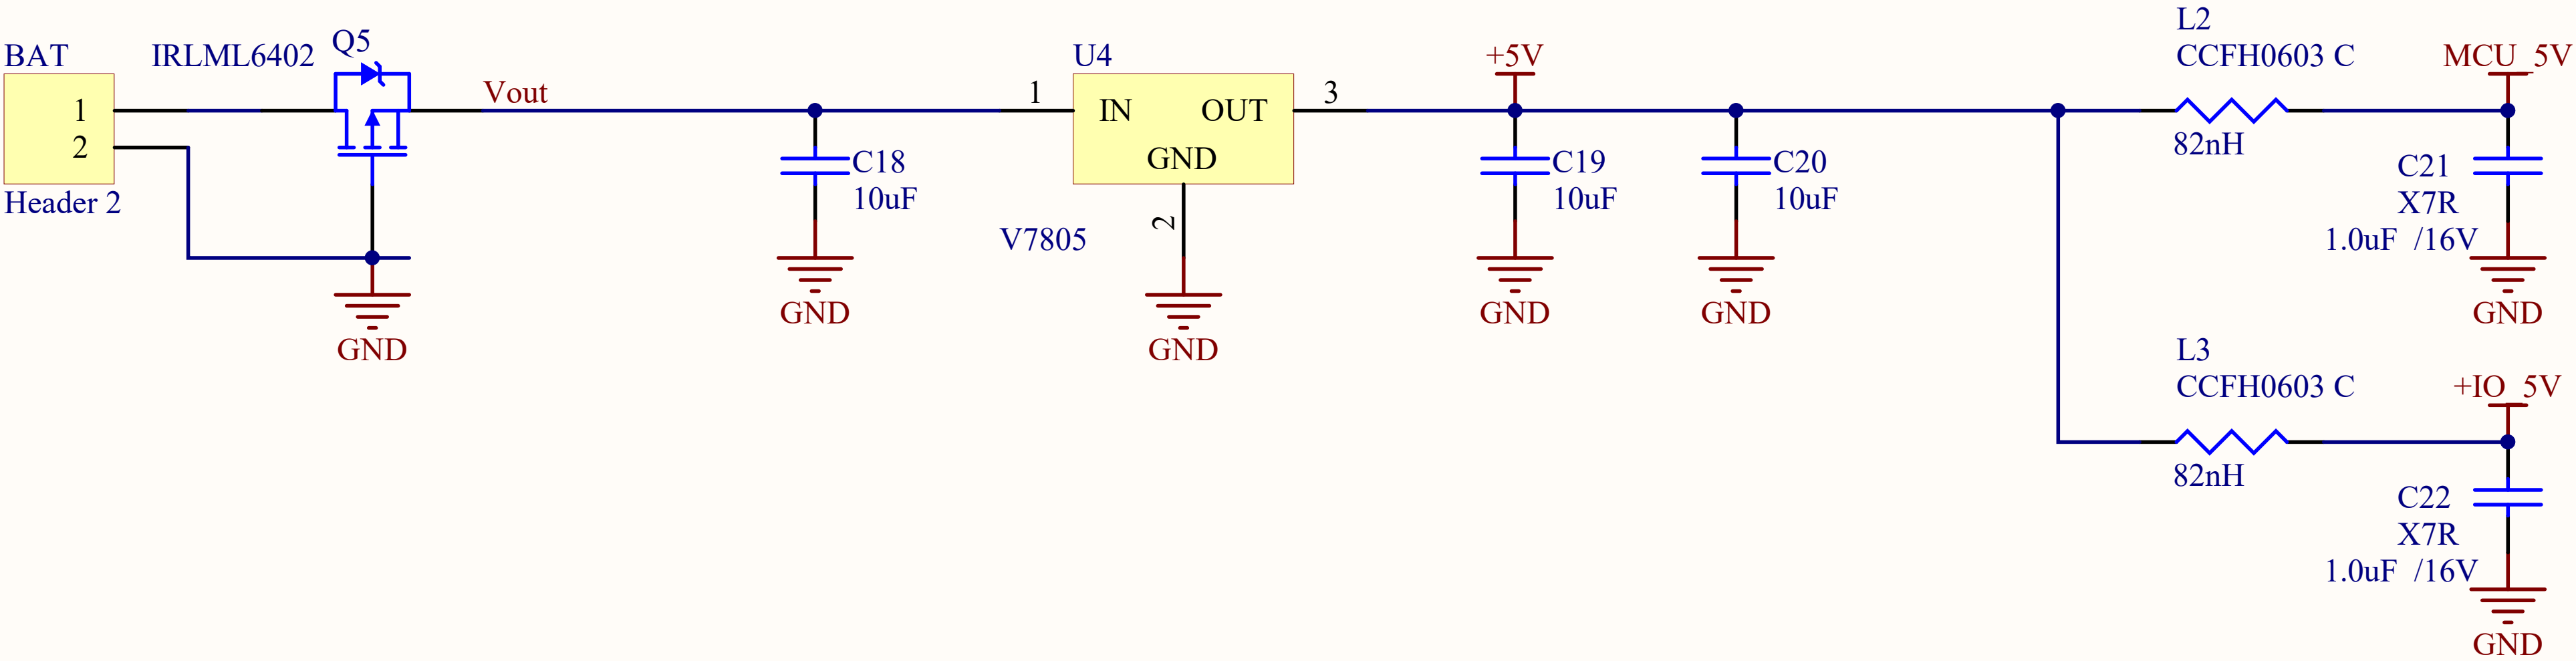 BAT
1
2
Header 2
IRLML6402
Q5
GND
Vout
C18
10uF
GND
U4
1
IN
OUT
3
GND
2
V7805
GND
+5V
C19
10uF
GND
C20
10uF
GND
L2
CCFH0603 C
82nH
MCU_5V
C21
X7R
1.0uF /16V
GND
L3
CCFH0603 C
82nH
+IO_5V
C22
X7R
1.0uF /16V
GND